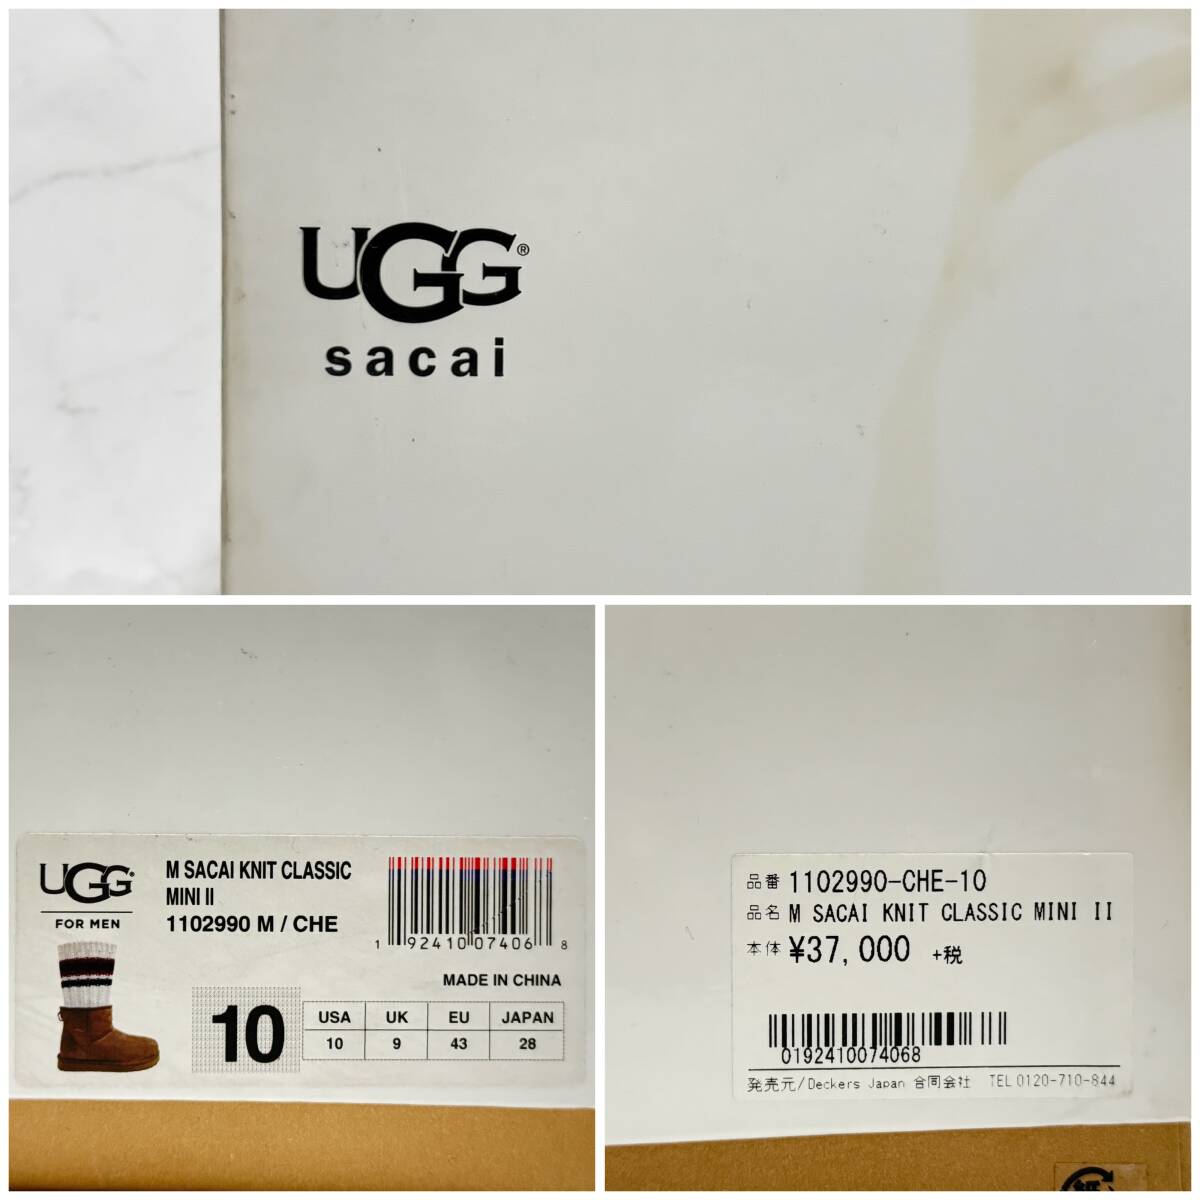 UGG®
sacai
UGG®
FOR MEN
M SACAI KNIT CLASSIC
MINI II
1102990 M / CHE
1 92410 07406 8
MADE IN CHINA
10
USA UK EU JAPAN
10 9 43 28
品番 1102990-CHE-10
品名 M SACAI KNIT CLASSIC MINI II
本体 ¥37,000 +税
0192410074068
発売元/Deckers Japan 合同会社 TEL 0120-710-844